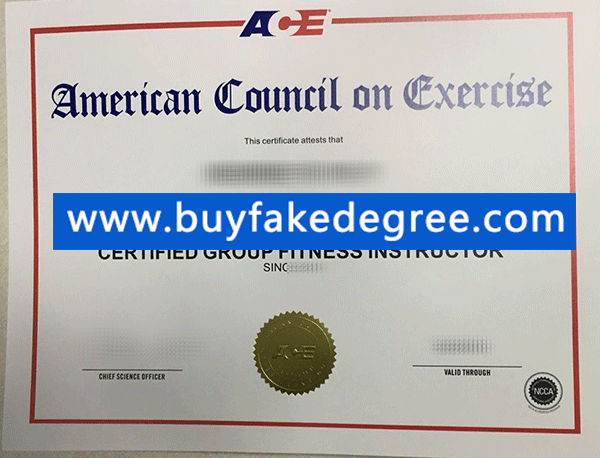 ACE
American Council on Exercise
This certificate attests that
www.buyfakedegree.com
CERTIFIED GROUP FITNESS INSTRUCTOR
SINC
ACE
CHIEF SCIENCE OFFICER
VALID THROUGH
NCCA